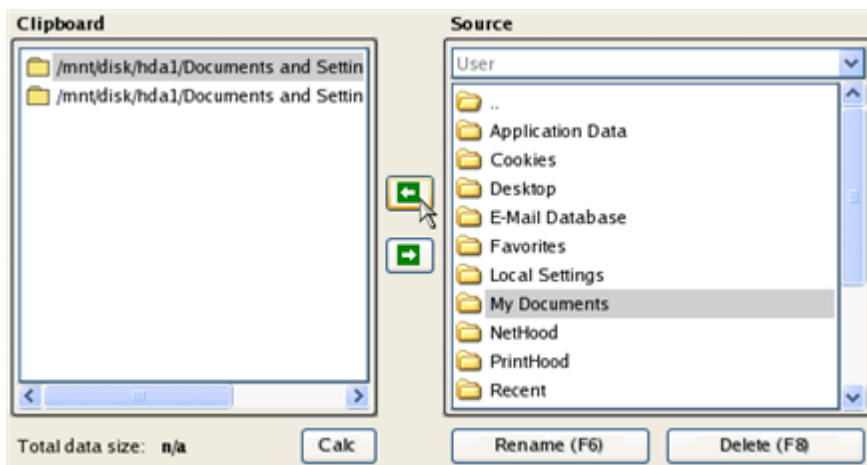 Clipboard
/mnt/disk/hda1/Documents and Settin
/mnt/disk/hda1/Documents and Settin
Total data size: n/a
Calc
Source
User
..
Application Data
Cookies
Desktop
E-Mail Database
Favorites
Local Settings
My Documents
NetHood
PrintHood
Recent
Rename (F6)
Delete (F8)